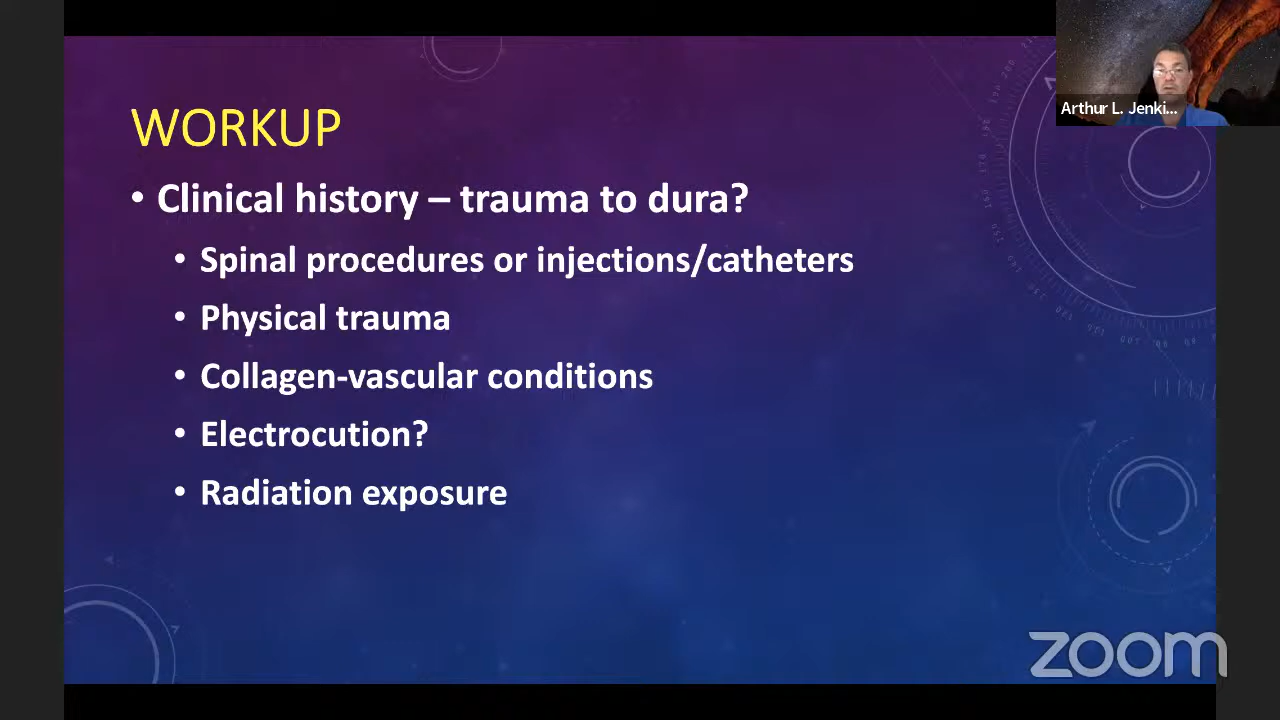 Arthur L. Jenki...
WORKUP
• Clinical history – trauma to dura?
• Spinal procedures or injections/catheters
• Physical trauma
• Collagen-vascular conditions
• Electrocution?
• Radiation exposure
zoom